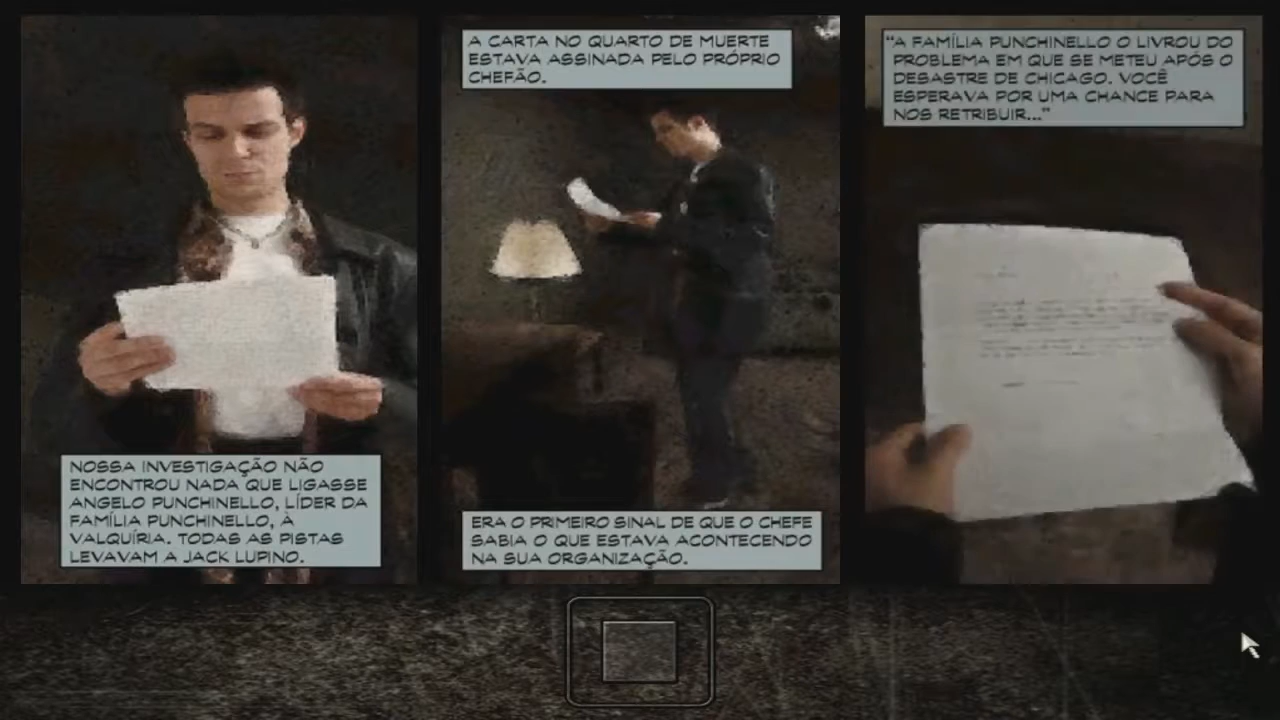 NOSSA INVESTIGAÇÃO NÃO
ENCONTROU NADA QUE LIGASSE
ANGELO PUNCHINELLO, LÍDER DA
FAMÍLIA PUNCHINELLO, À
VALQUÍRIA. TODAS AS PISTAS
LEVAVAM A JACK LUPINO.
A CARTA NO QUARTO DE MUERTE
ESTAVA ASSINADA PELO PRÓPRIO
CHEFÃO.
ERA O PRIMEIRO SINAL DE QUE O CHEFE
SABIA O QUE ESTAVA ACONTECENDO
NA SUA ORGANIZAÇÃO.
"A FAMÍLIA PUNCHINELLO O LIVROU DO
PROBLEMA EM QUE SE METEU APÓS O
DESASTRE DE CHICAGO. VOCÊ
ESPERAVA POR UMA CHANCE PARA
NOS RETRIBUIR..."